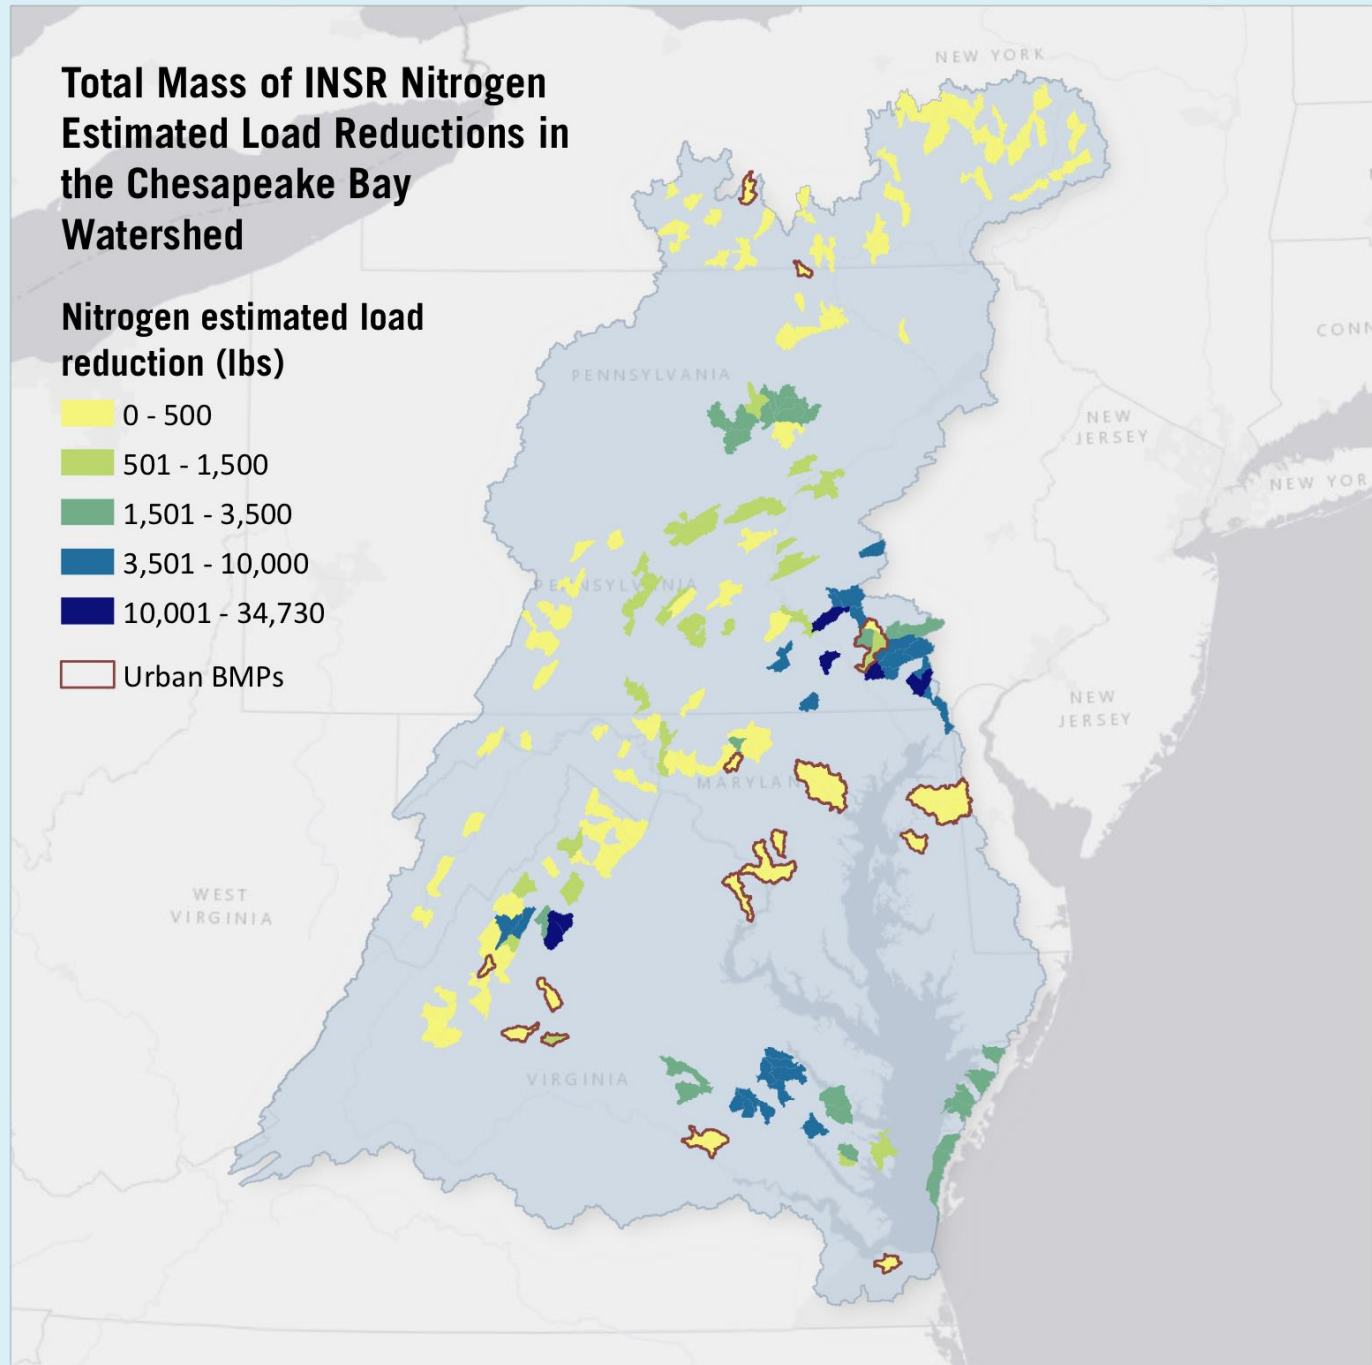 Total Mass of INSR Nitrogen
Estimated Load Reductions in
the Chesapeake Bay
Watershed
Nitrogen estimated load
reduction (lbs)
0 - 500
501 - 1,500
1,501 - 3,500
3,501 - 10,000
10,001 - 34,730
Urban BMPs
NEW YORK
CONN
PENNSYLVANIA
NEW
JERSEY
NEW YOR
PENNSYLVANIA
NEW
JERSEY
MARYLAN
WEST
VIRGINIA
VIRGINIA